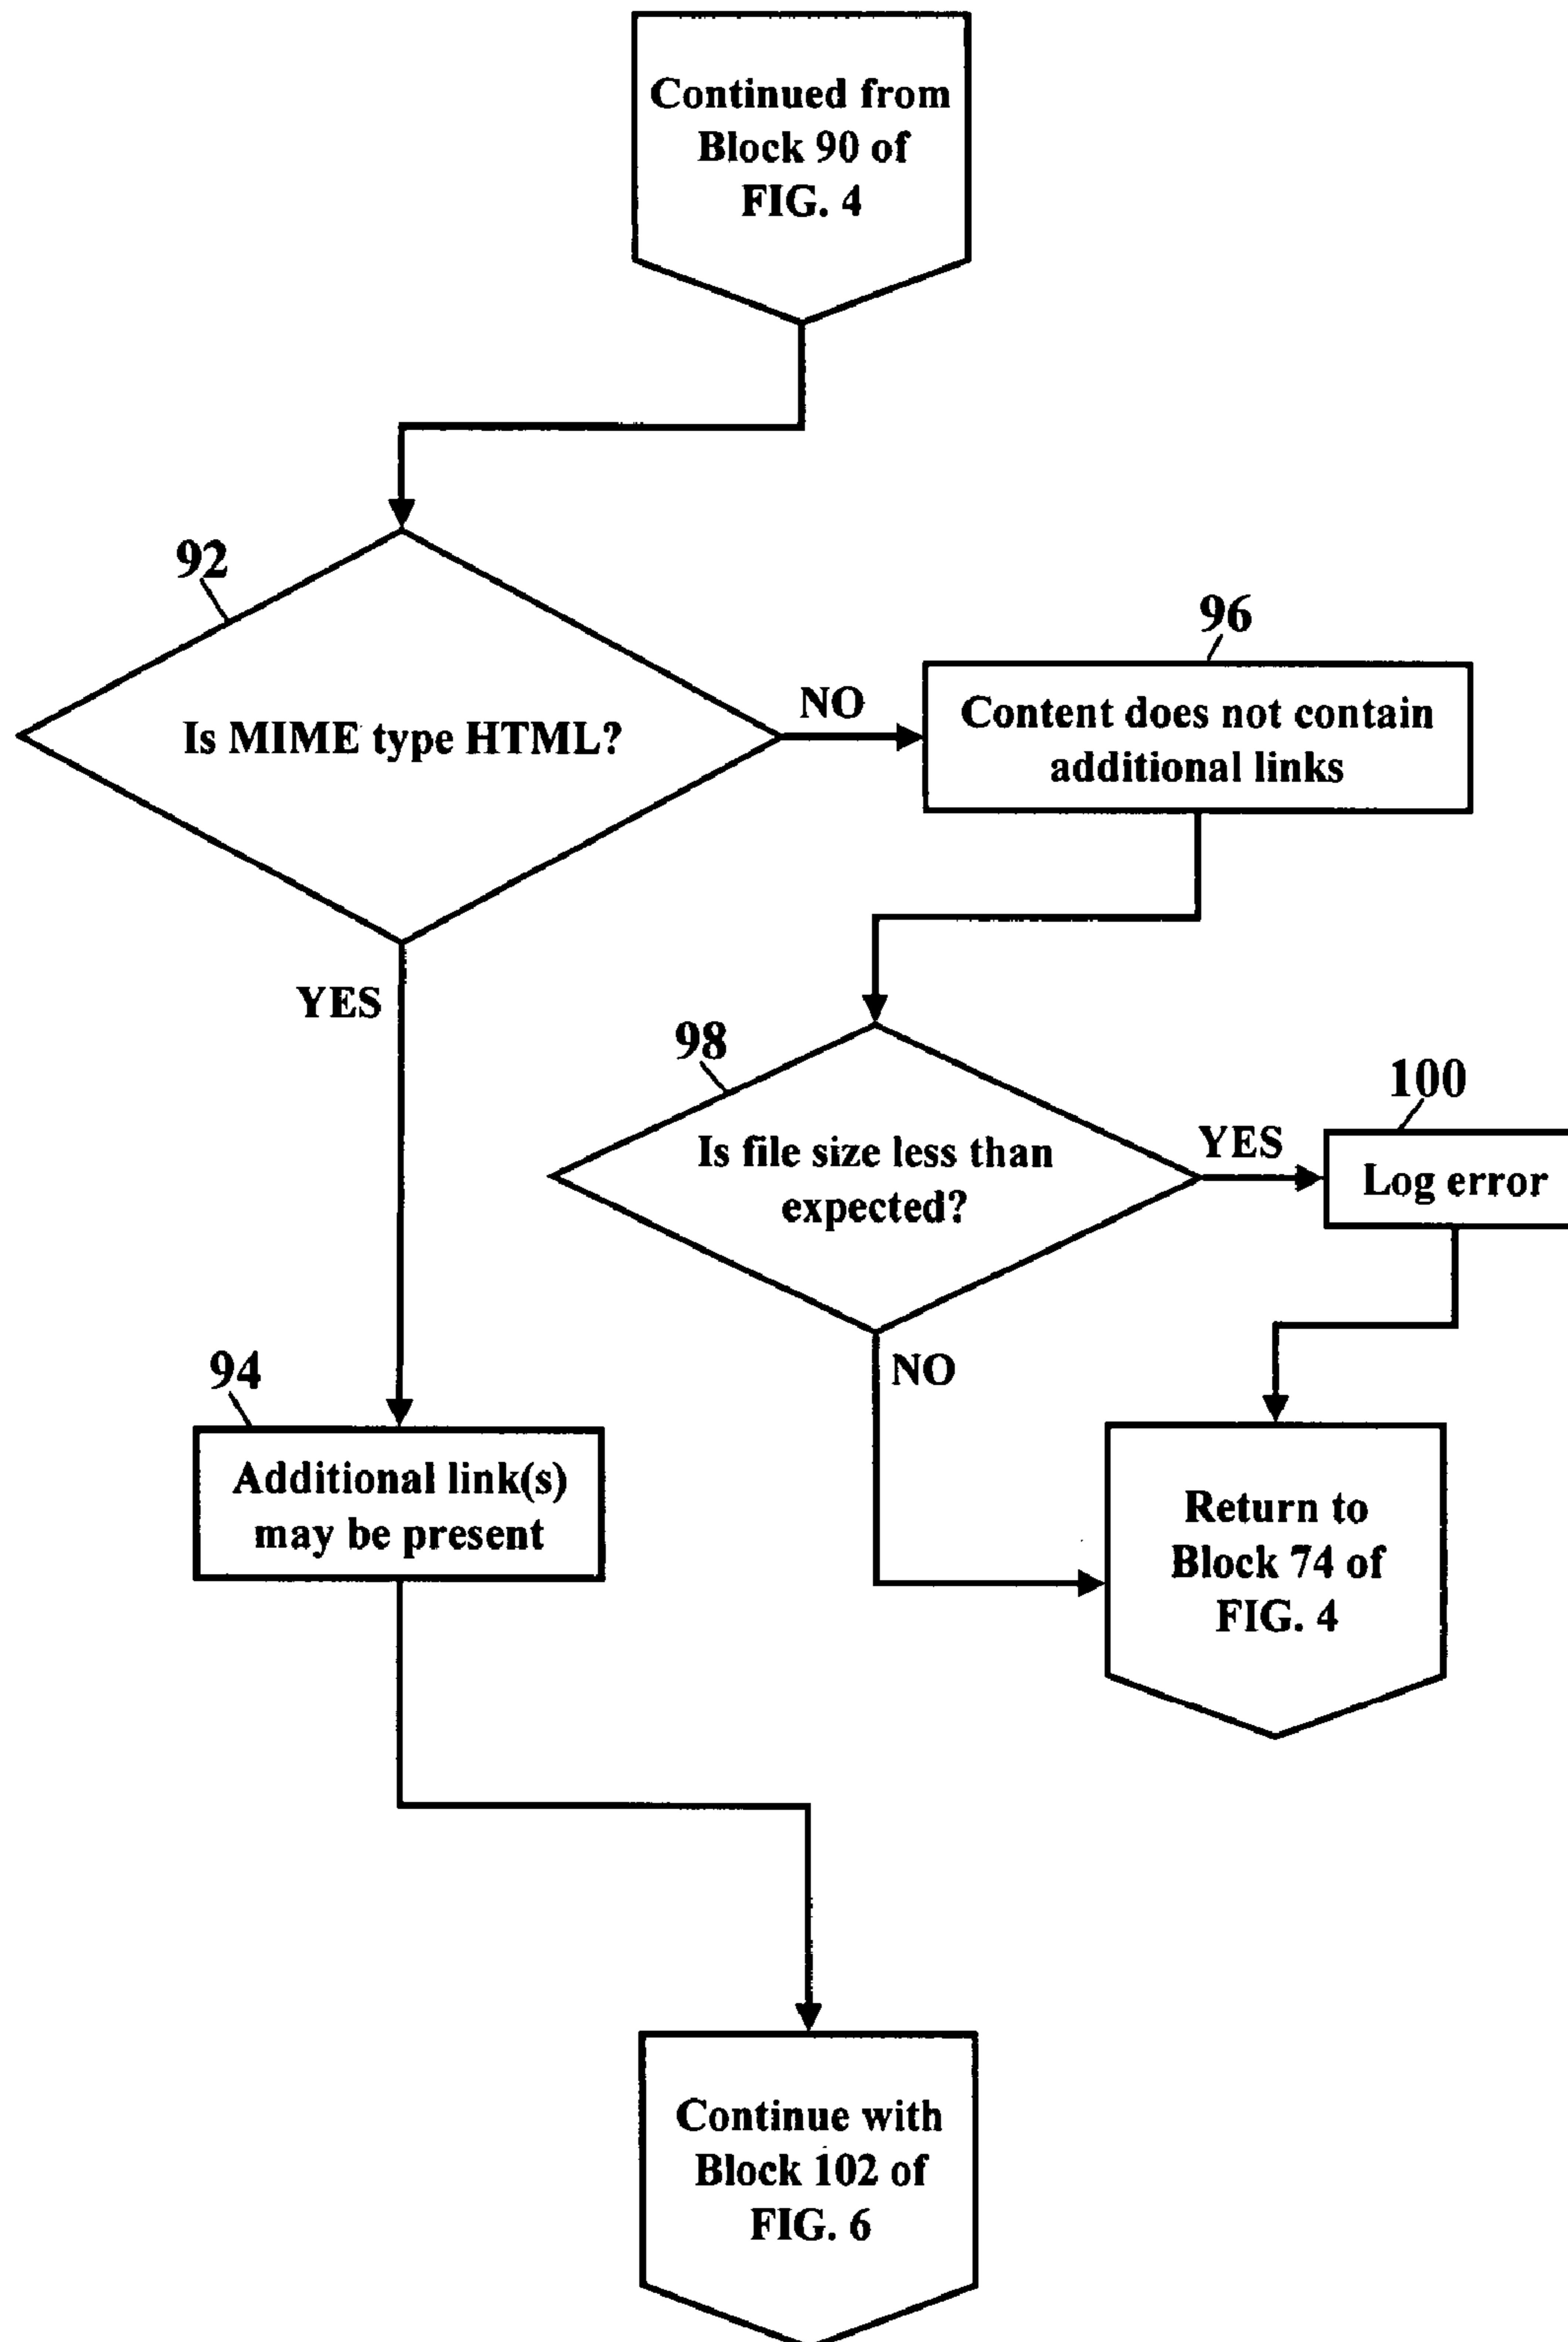 Continued from
Block 90 of
FIG. 4
92
Is MIME type HTML?
NO
96
Content does not contain
additional links
YES
98
Is file size less than
expected?
YES
100
Log error
NO
94
Additional link(s)
may be present
Return to
Block 74 of
FIG. 4
Continue with
Block 102 of
FIG. 6